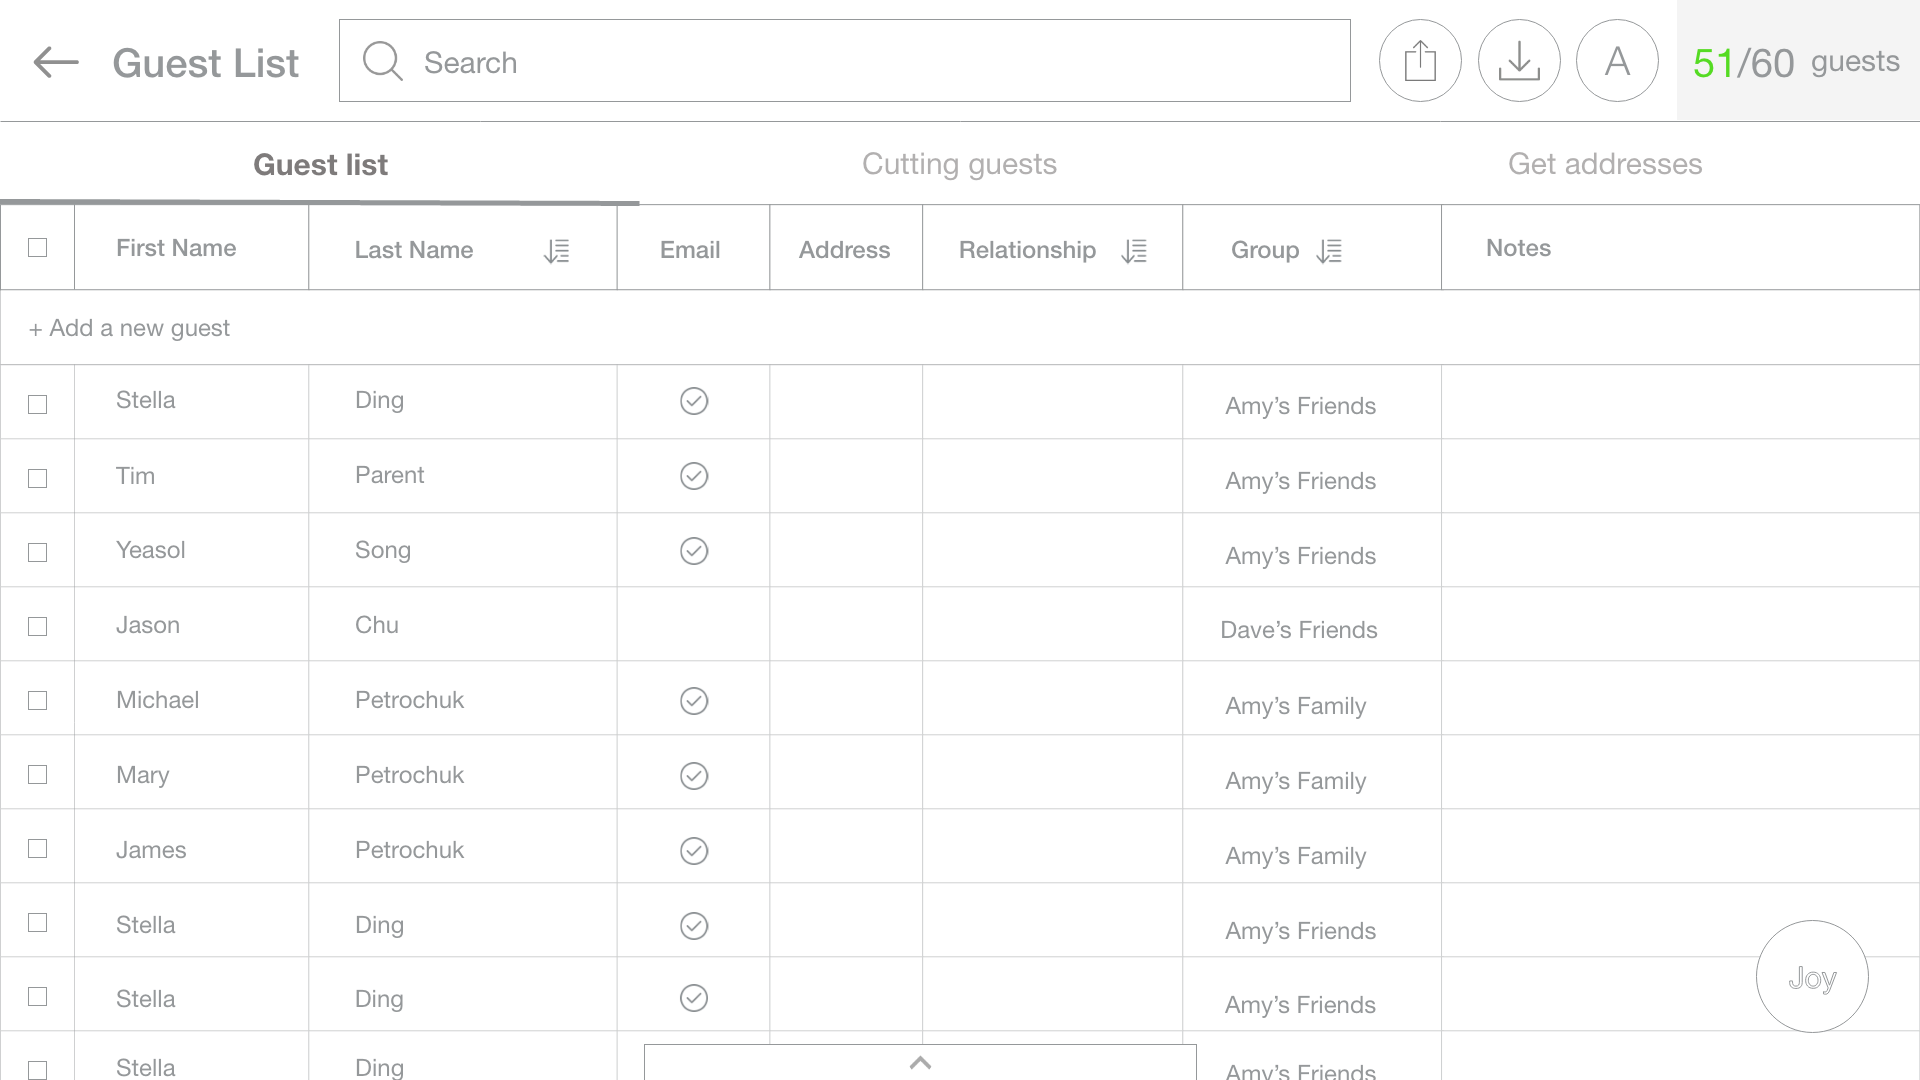 Guest List
Search
A
51/60 guests
Guest list
Cutting guests
Get addresses
First Name Last Name Email Address Relationship Group Notes
+ Add a new guest
Stella Ding Amy’s Friends
Tim Parent Amy’s Friends
Yeasol Song Amy’s Friends
Jason Chu Dave’s Friends
Michael Petrochuk Amy’s Family
Mary Petrochuk Amy’s Family
James Petrochuk Amy’s Family
Stella Ding Amy’s Friends
Joy
Stella Ding Amy’s Friends
Stella Ding Amy’s Friends